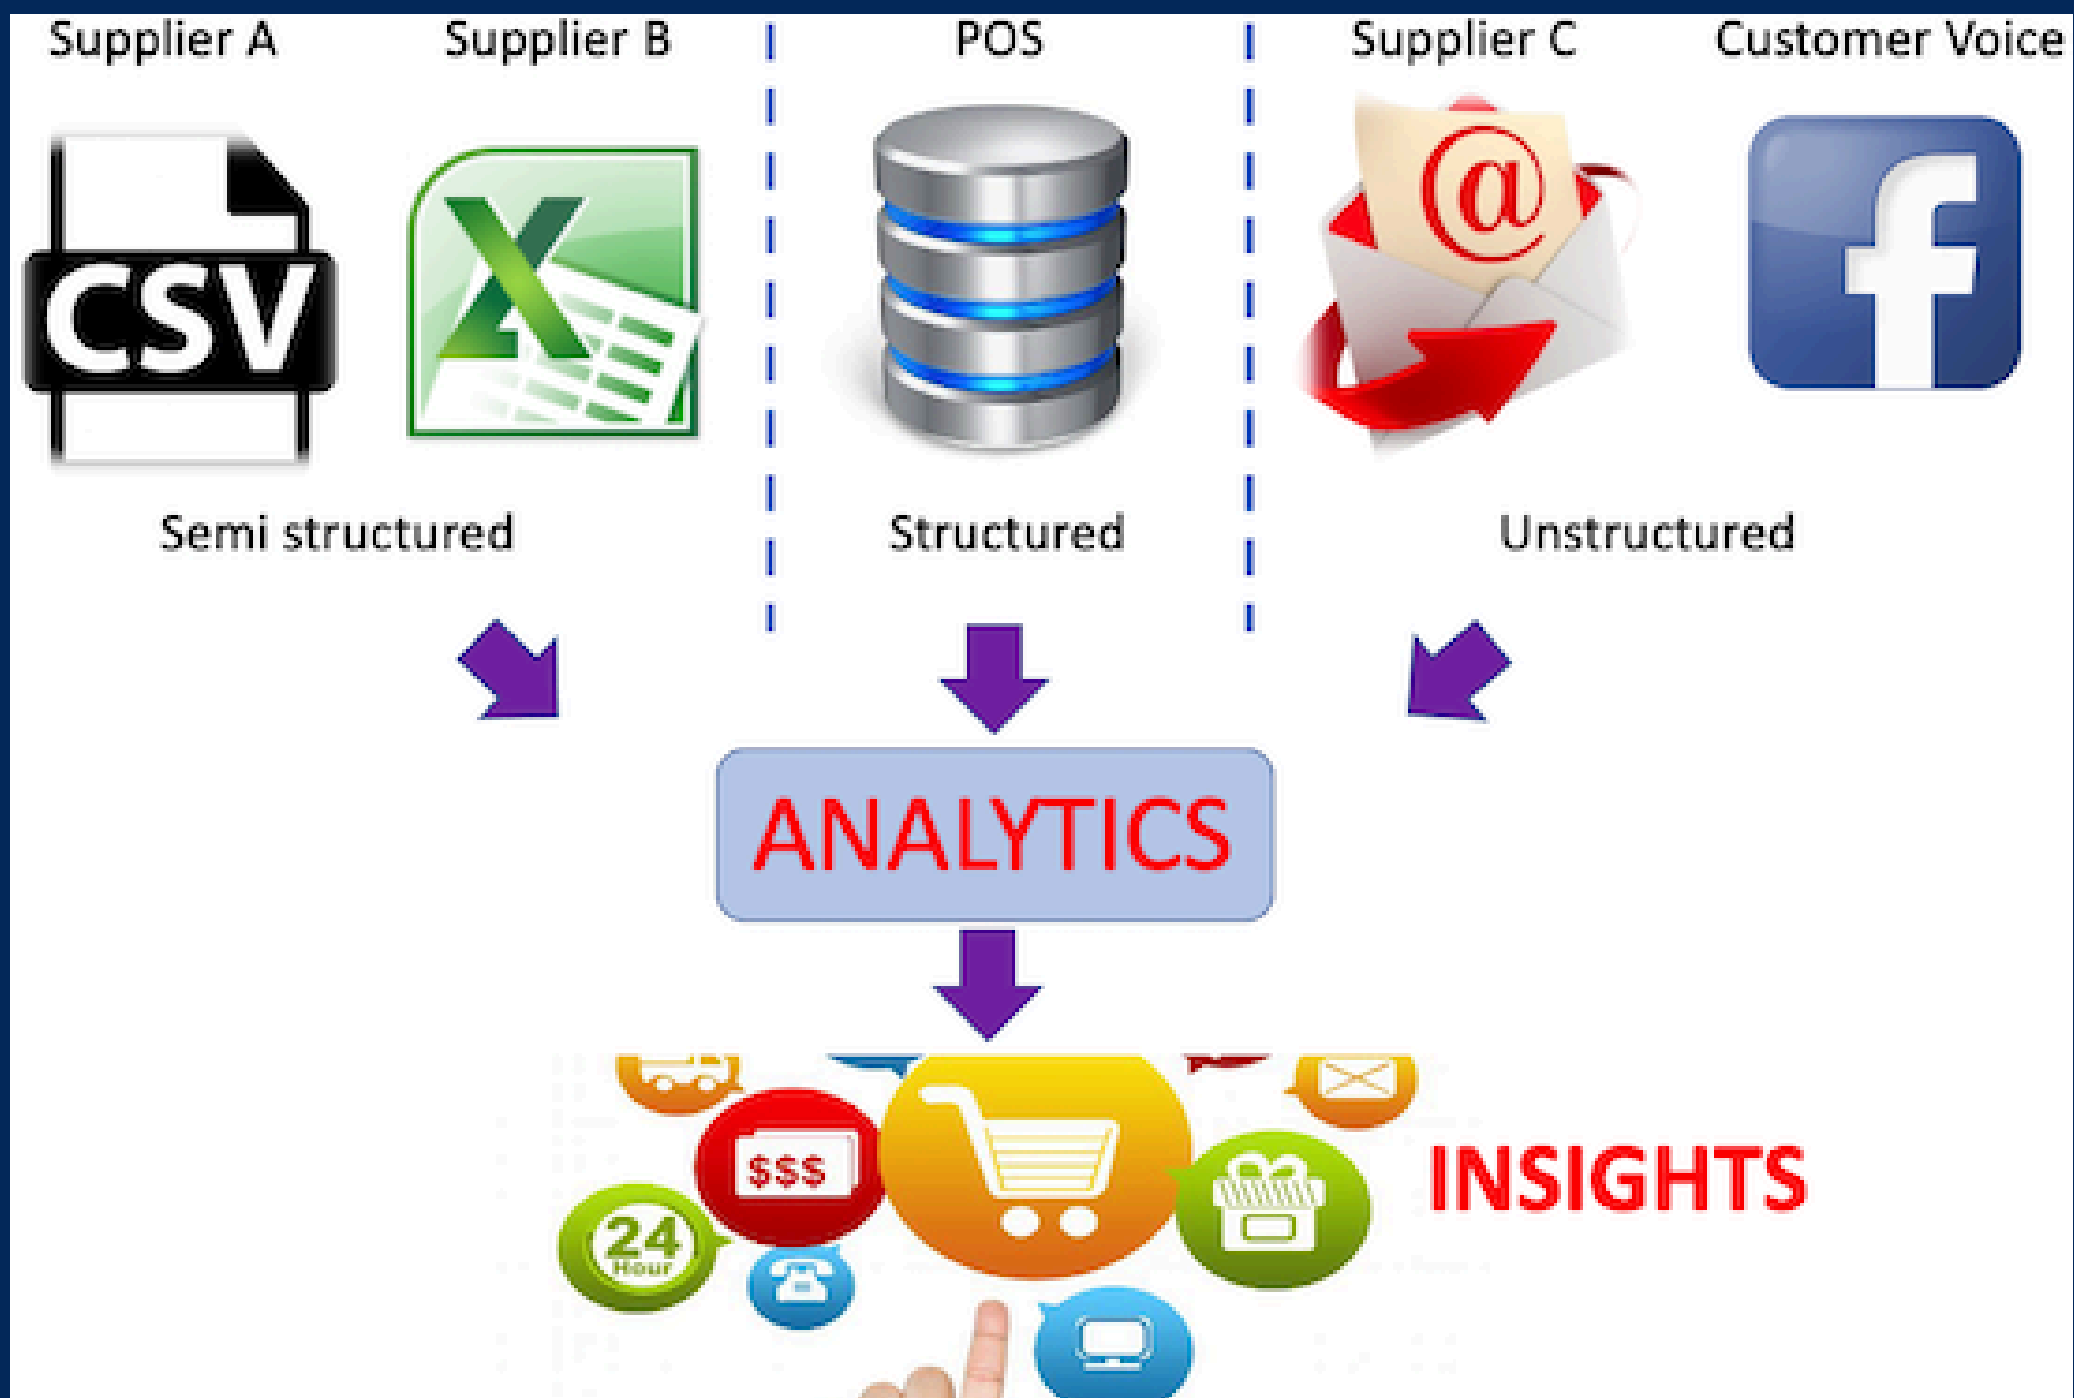 Supplier A
Supplier B
POS
Supplier C
Customer Voice
CSV
X
@
f
Semi structured
Structured
Unstructured
ANALYTICS
$$$
24
Hour
INSIGHTS